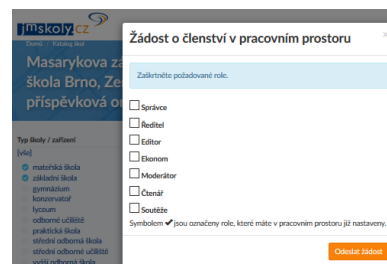 jmskoly.cz
Domů
Katalog škol
Masarykova zá
škola Brno, Ze
příspěvková o
Typ školy / zařízení
[vše]
mateřská škola
základní škola
gymnázium
konzervatoř
lyceum
odborné učiliště
praktická škola
střední odborná škola
střední odborné učiliště
vyšší odborná škola
Žádost o členství v pracovním prostoru
×
Zaškrtněte požadované role.
Správce
Ředitel
Editor
Ekonom
Moderátor
Čtenář
Soutěže
Symbolem ✔ jsou označeny role, které máte v pracovním prostoru již nastaveny.
Odeslat žádost